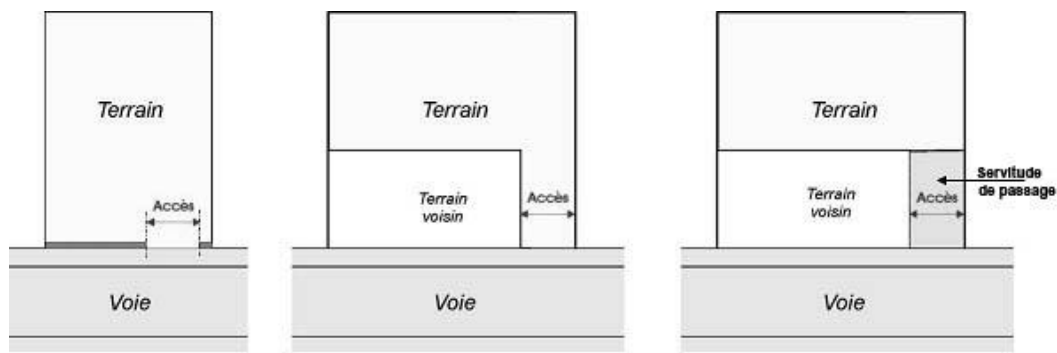 Terrain
Accès
Voie
Terrain
Terrain
voisin
Accès
Voie
Terrain
Terrain
voisin
Accès
Servitude
de passage
Voie